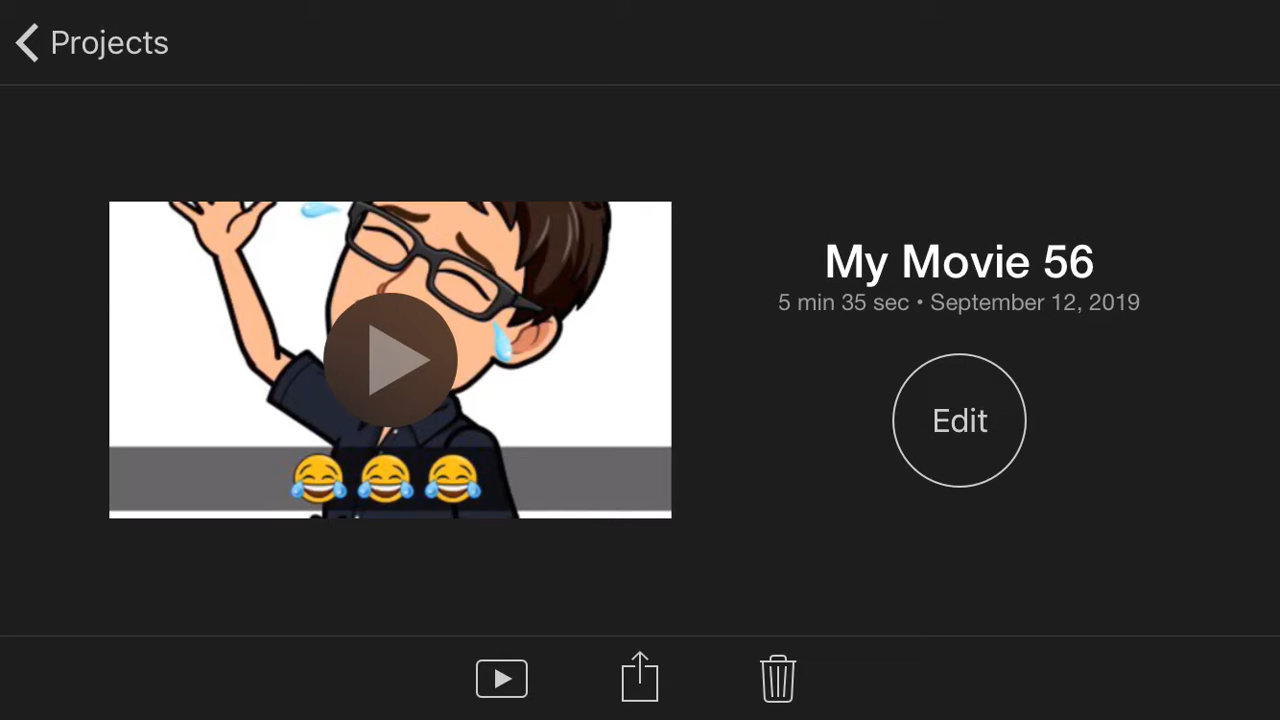 Projects
My Movie 56
5 min 35 sec • September 12, 2019
Edit
😂 😂 😂